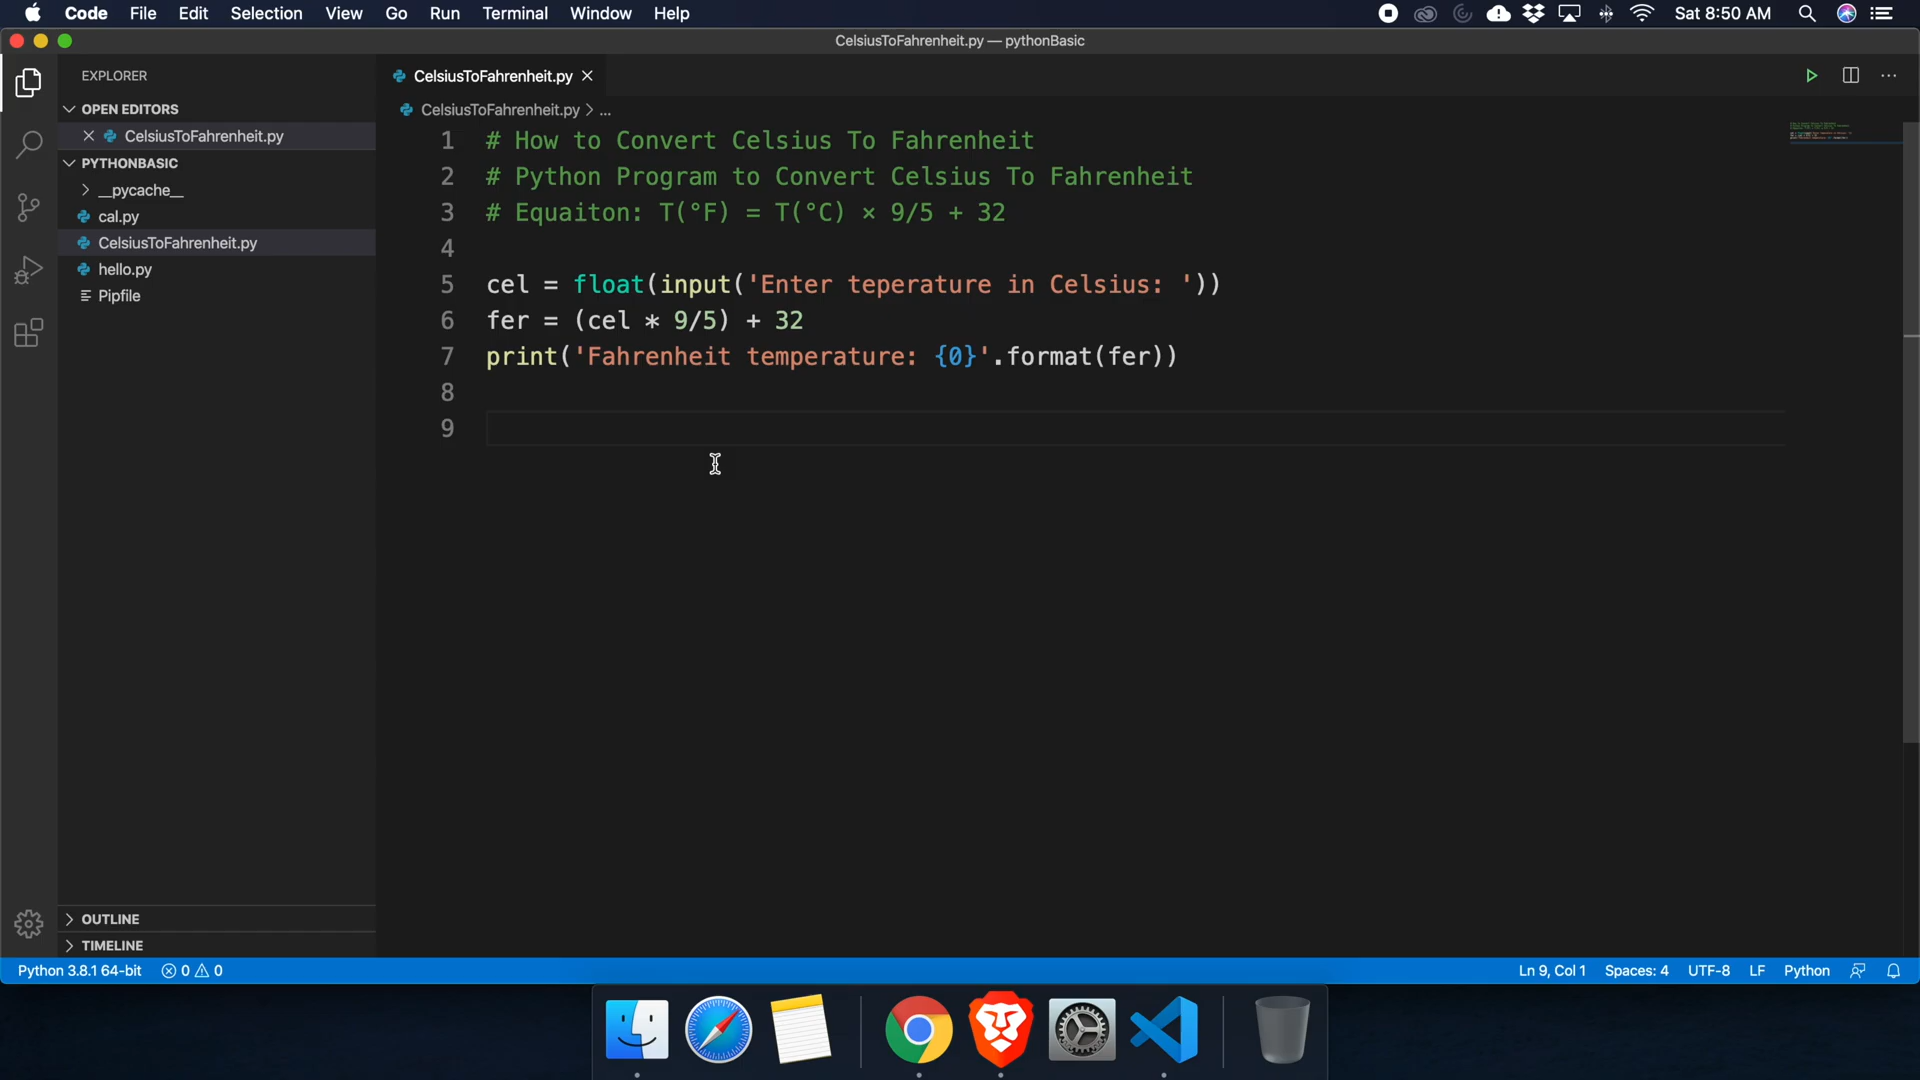 Code File Edit Selection View Go Run Terminal Window Help Sat 8:50 AM
CelsiusToFahrenheit.py — pythonBasic
EXPLORER
OPEN EDITORS
CelsiusToFahrenheit.py
PYTHONBASIC
__pycache__
cal.py
CelsiusToFahrenheit.py
hello.py
Pipfile
OUTLINE
TIMELINE
CelsiusToFahrenheit.py
CelsiusToFahrenheit.py > ...
1 # How to Convert Celsius To Fahrenheit
2 # Python Program to Convert Celsius To Fahrenheit
3 # Equaiton: T(°F) = T(°C) × 9/5 + 32
4
5 cel = float(input('Enter teperature in Celsius: '))
6 fer = (cel * 9/5) + 32
7 print('Fahrenheit temperature: {0}'.format(fer))
8
9
Python 3.8.1 64-bit 0 0 Ln 9, Col 1 Spaces: 4 UTF-8 LF Python